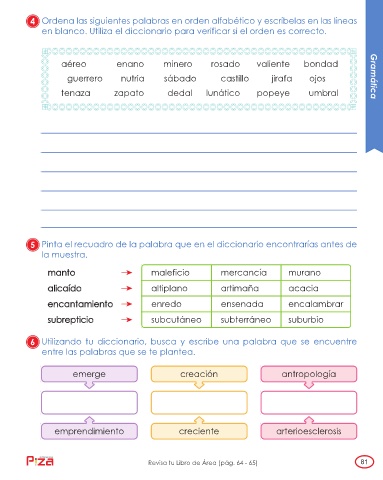 4 Ordena las siguientes palabras en orden alfabético y escríbelas en las líneas
en blanco. Utiliza el diccionario para verificar si el orden es correcto.
aéreo enano minero rosado valiente bondad
guerrero nutria sábado castillo jirafa ojos
tenaza zapato dedal lunático popeye umbral
Gramática
5 Pinta el recuadro de la palabra que en el diccionario encontrarías antes de
la muestra.
manto maleficio mercancía murano
alicaído altiplano artimaña acacia
encantamiento enredo ensenada encalambrar
subrepticio subcutáneo subterráneo suburbio
6 Utilizando tu diccionario, busca y escribe una palabra que se encuentre
entre las palabras que se te plantea.
emerge creación antropología
emprendimiento creciente arterioesclerosis
Piza
Revisa tu Libro de Área (pág. 64 - 65)
81